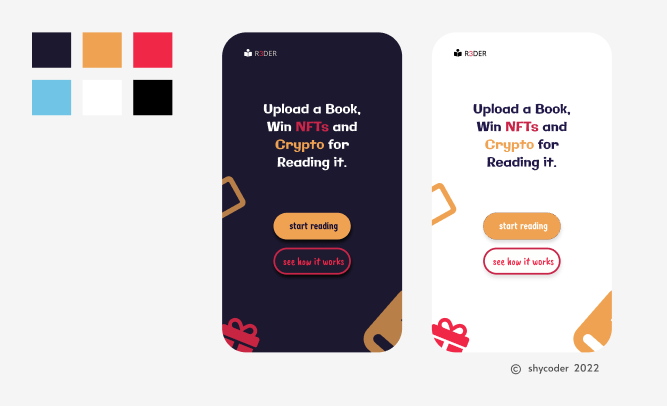 R3DER
Upload a Book,
Win NFTs and
Crypto for
Reading it.
start reading
see how it works
R3DER
Upload a Book,
Win NFTs and
Crypto for
Reading it.
start reading
see how it works
© shycoder 2022